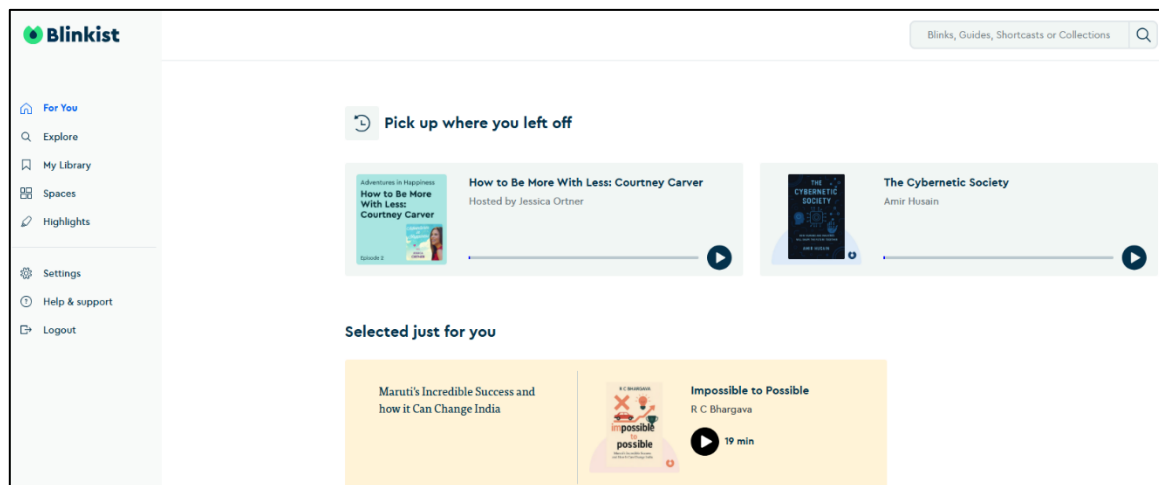 Blinkist
Blinks, Guides, Shortcasts or Collections
For You
Explore
My Library
Spaces
Highlights
Settings
Help & support
Logout
Pick up where you left off
Adventures in Happiness
How to Be More
With Less:
Courtney Carver
Episode 2
How to Be More With Less: Courtney Carver
Hosted by Jessica Ortner
THE
CYBERNETIC
SOCIETY
AMIR HUSAIN
The Cybernetic Society
Amir Husain
Selected just for you
Maruti's Incredible Success and
how it Can Change India
R C BHARGAVA
impossible
to
possible
Impossible to Possible
R C Bhargava
19 min